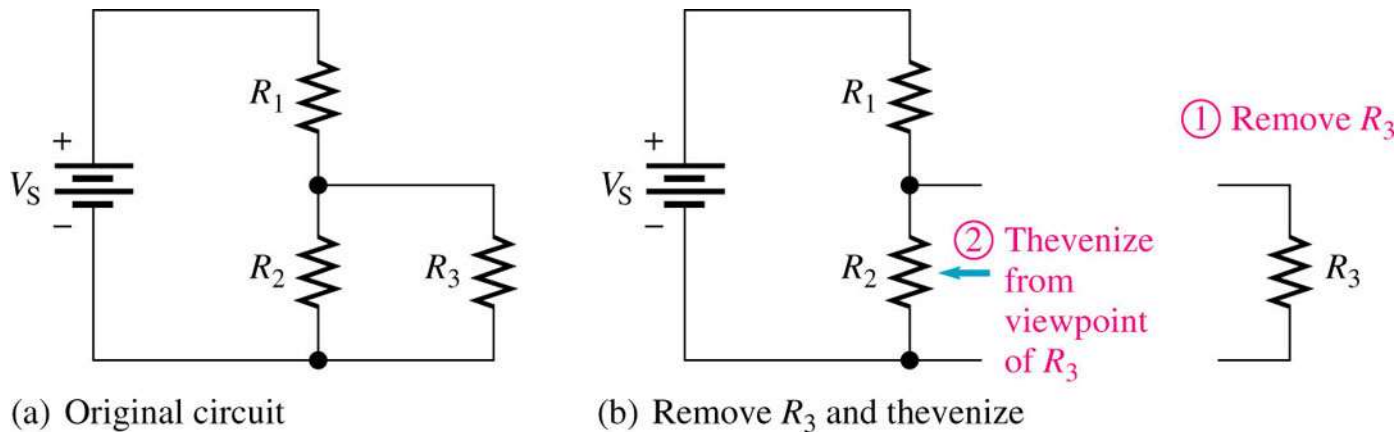 R1
+
VS
−
R2
R3
(a) Original circuit
R1
① Remove R3
+
VS
−
R2
② Thevenize
from
viewpoint
of R3
R3
(b) Remove R3 and thevenize